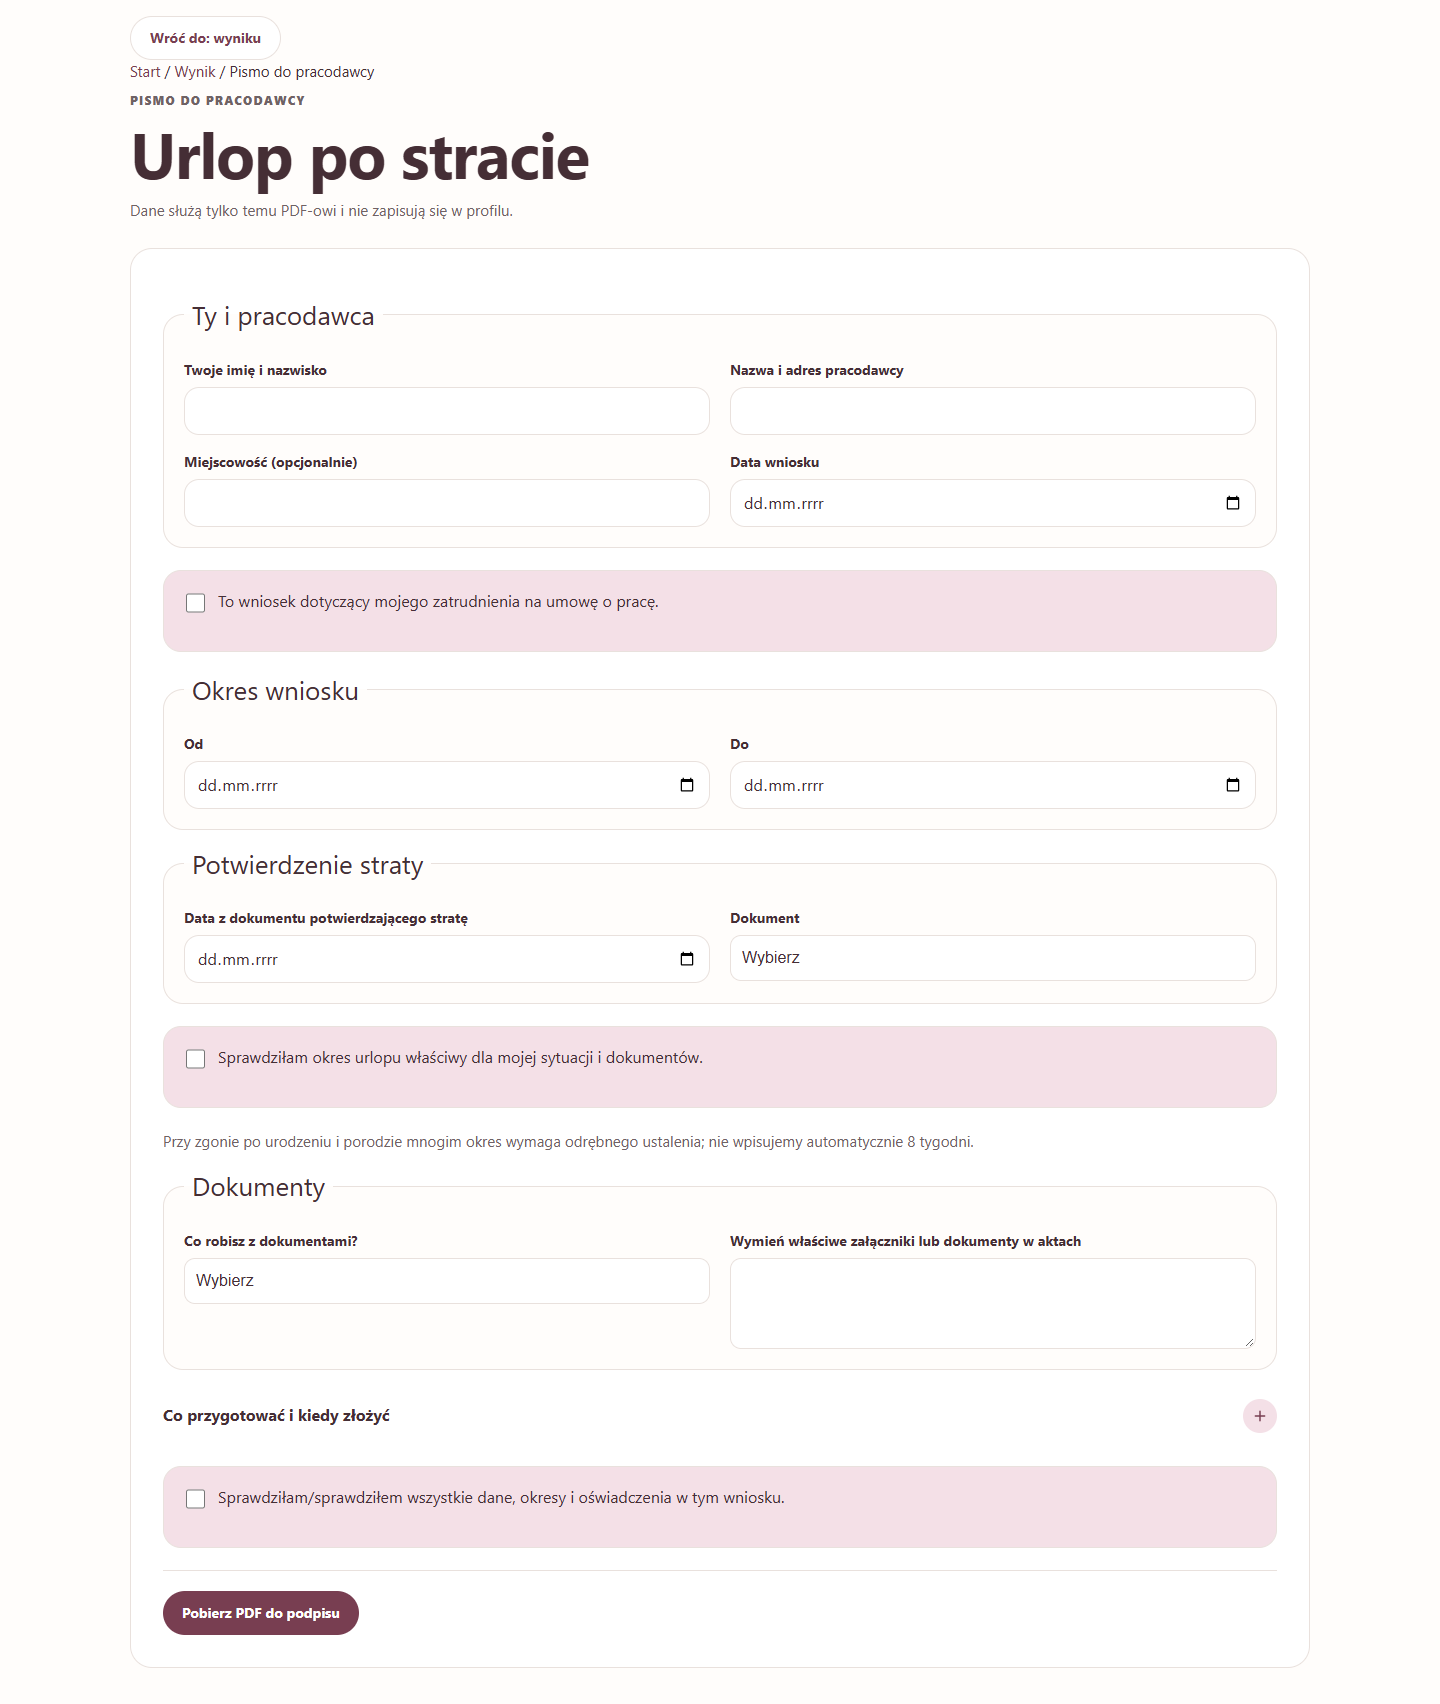 Wróć do: wyniku
Start / Wynik / Pismo do pracodawcy
PISMO DO PRACODAWCY
Urlop po stracie
Dane służą tylko temu PDF-owi i nie zapisują się w profilu.
Ty i pracodawca
Twoje imię i nazwisko
Nazwa i adres pracodawcy
Miejscowość (opcjonalnie)
Data wniosku
dd.mm.rrrr
To wniosek dotyczący mojego zatrudnienia na umowę o pracę.
Okres wniosku
Od
Do
dd.mm.rrrr
dd.mm.rrrr
Potwierdzenie straty
Data z dokumentu potwierdzającego stratę
Dokument
dd.mm.rrrr
Wybierz
Sprawdziłam okres urlopu właściwy dla mojej sytuacji i dokumentów.
Przy zgonie po urodzeniu i porodzie mnogim okres wymaga odrębnego ustalenia; nie wpisujemy automatycznie 8 tygodni.
Dokumenty
Co robisz z dokumentami?
Wymień właściwe załączniki lub dokumenty w aktach
Wybierz
Co przygotować i kiedy złożyć
+
Sprawdziłam/sprawdziłem wszystkie dane, okresy i oświadczenia w tym wniosku.
Pobierz PDF do podpisu